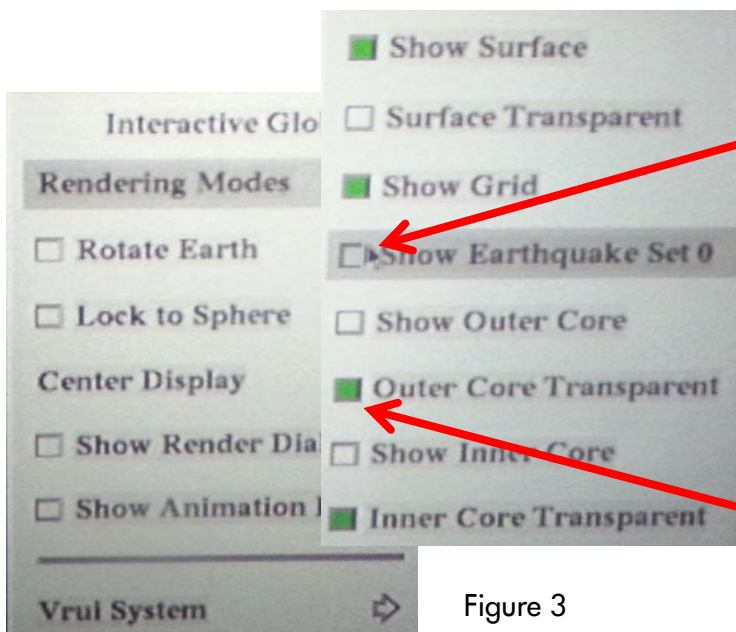 Interactive Glo
Rendering Modes
Rotate Earth
Lock to Sphere
Center Display
Show Render Dia
Show Animation
Vrui System
Show Surface
Surface Transparent
Show Grid
Show Earthquake Set 0
Show Outer Core
Outer Core Transparent
Show Inner Core
Inner Core Transparent
Figure 3